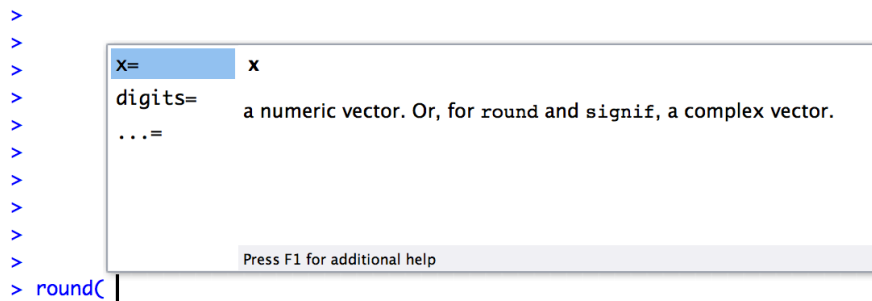 >
>
>
>
>
>
>
>
>
>
> round(
x=
digits=
...=
x
a numeric vector. Or, for round and signif, a complex vector.
Press F1 for additional help